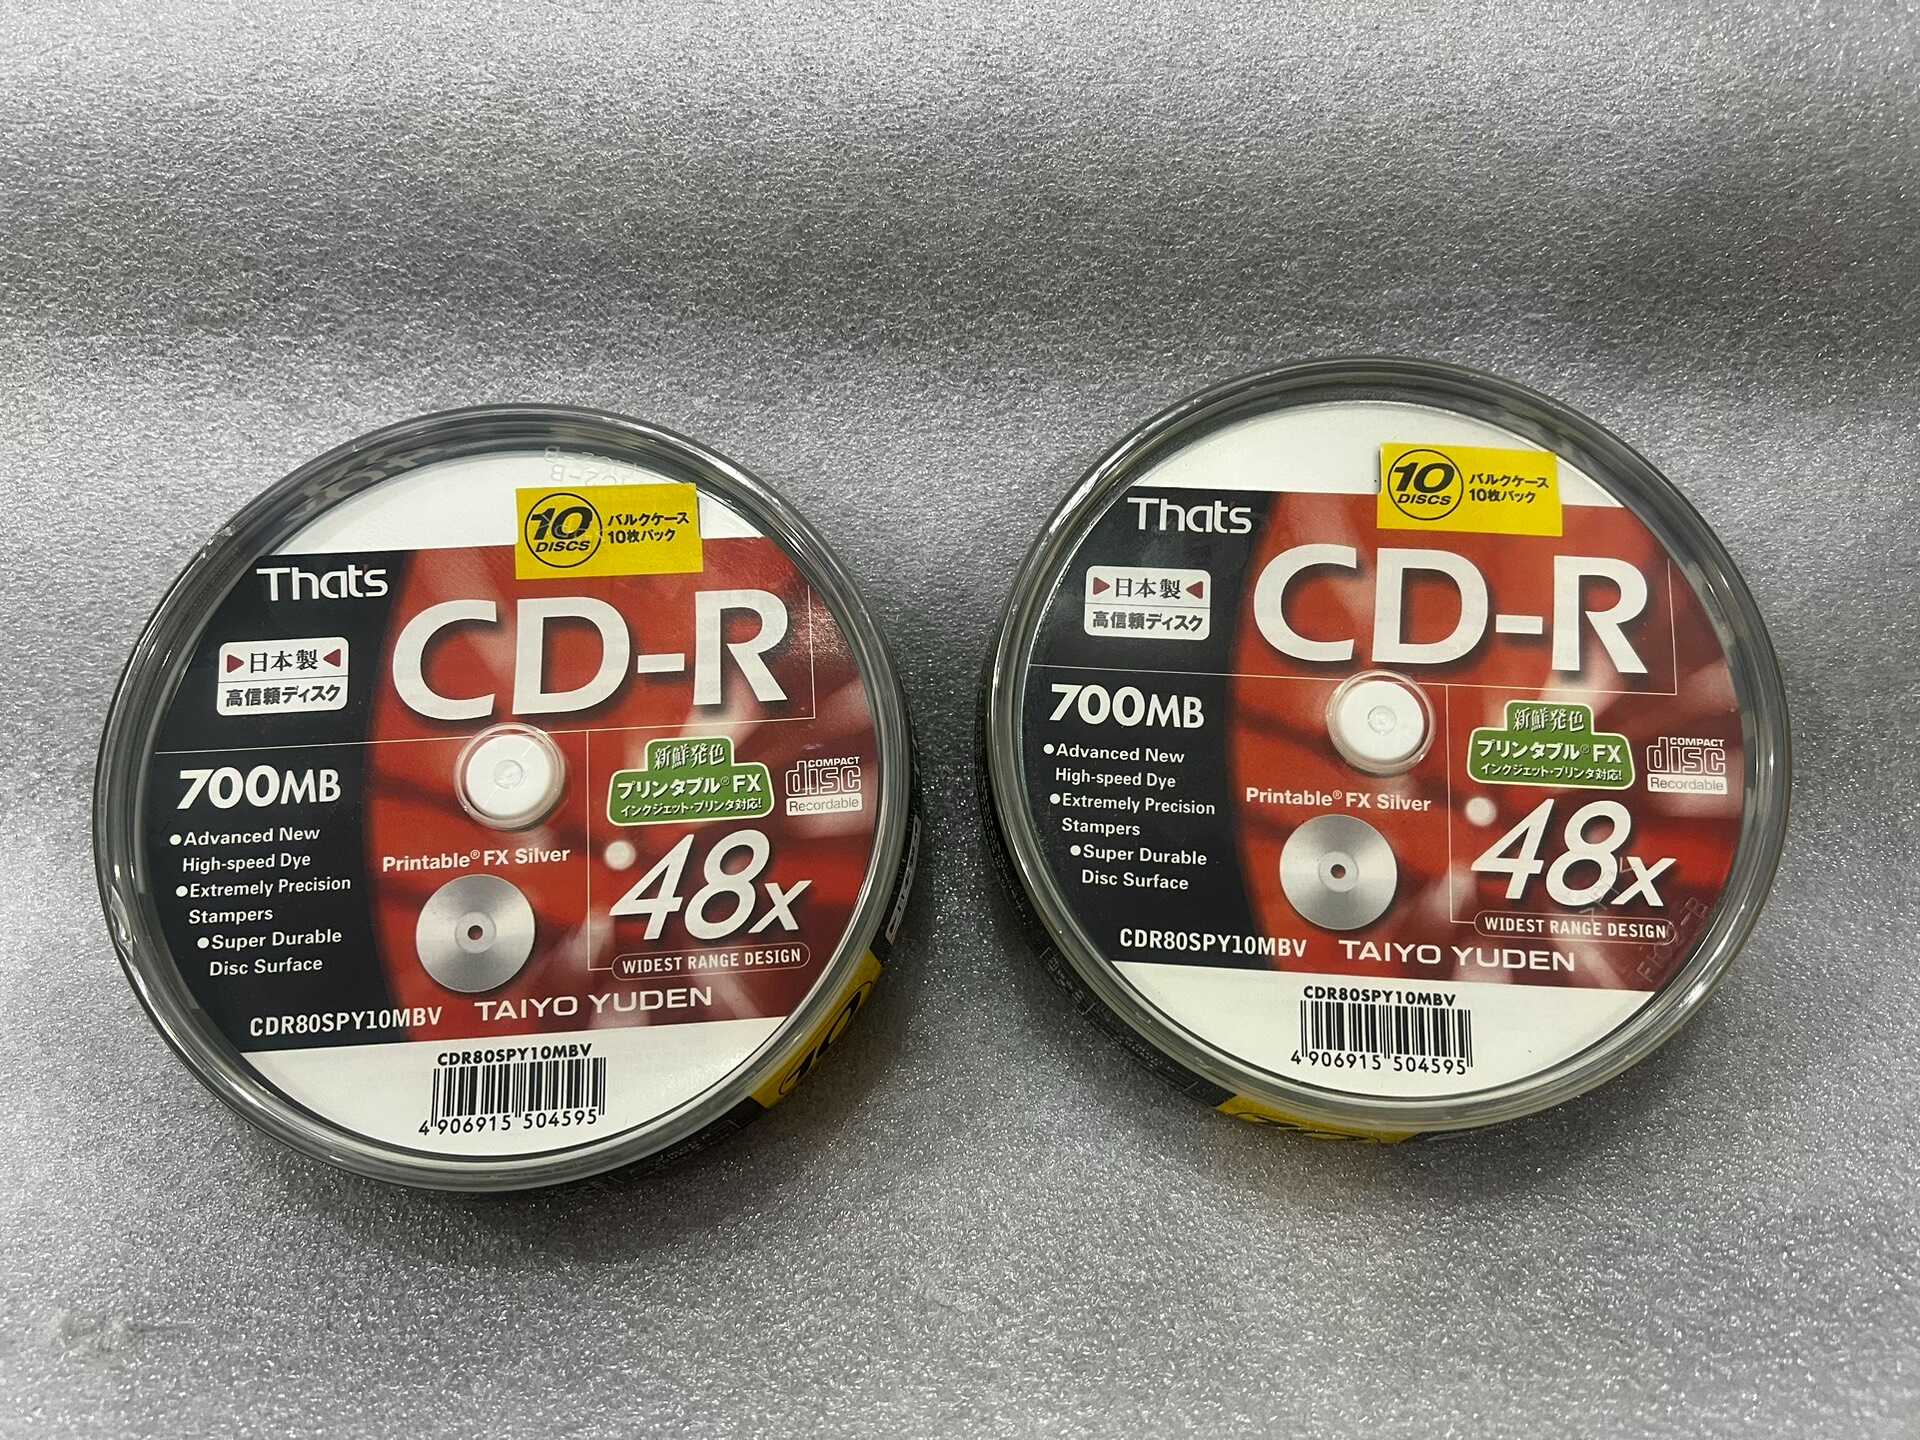 10
DISCS
バルクケース
10枚パック
That's
CD-R
日本製
高信頼ディスク
700MB
●Advanced New
High-speed Dye
●Extremely Precision
Stampers
●Super Durable
Disc Surface
新鮮発色
プリンタブル® FX
インクジェット・プリンタ対応!
COMPACT
disc
Recordable
Printable® FX Silver
48x
WIDEST RANGE DESIGN
CDR80SPY10MBV
TAIYO YUDEN
CDR80SPY10MBV
4 906915 504595
10
DISCS
バルクケース
10枚パック
That's
CD-R
日本製
高信頼ディスク
700MB
●Advanced New
High-speed Dye
●Extremely Precision
Stampers
●Super Durable
Disc Surface
新鮮発色
プリンタブル® FX
インクジェット・プリンタ対応!
COMPACT
disc
Recordable
Printable® FX Silver
48x
WIDEST RANGE DESIGN
CDR80SPY10MBV
TAIYO YUDEN
CDR80SPY10MBV
4 906915 504595